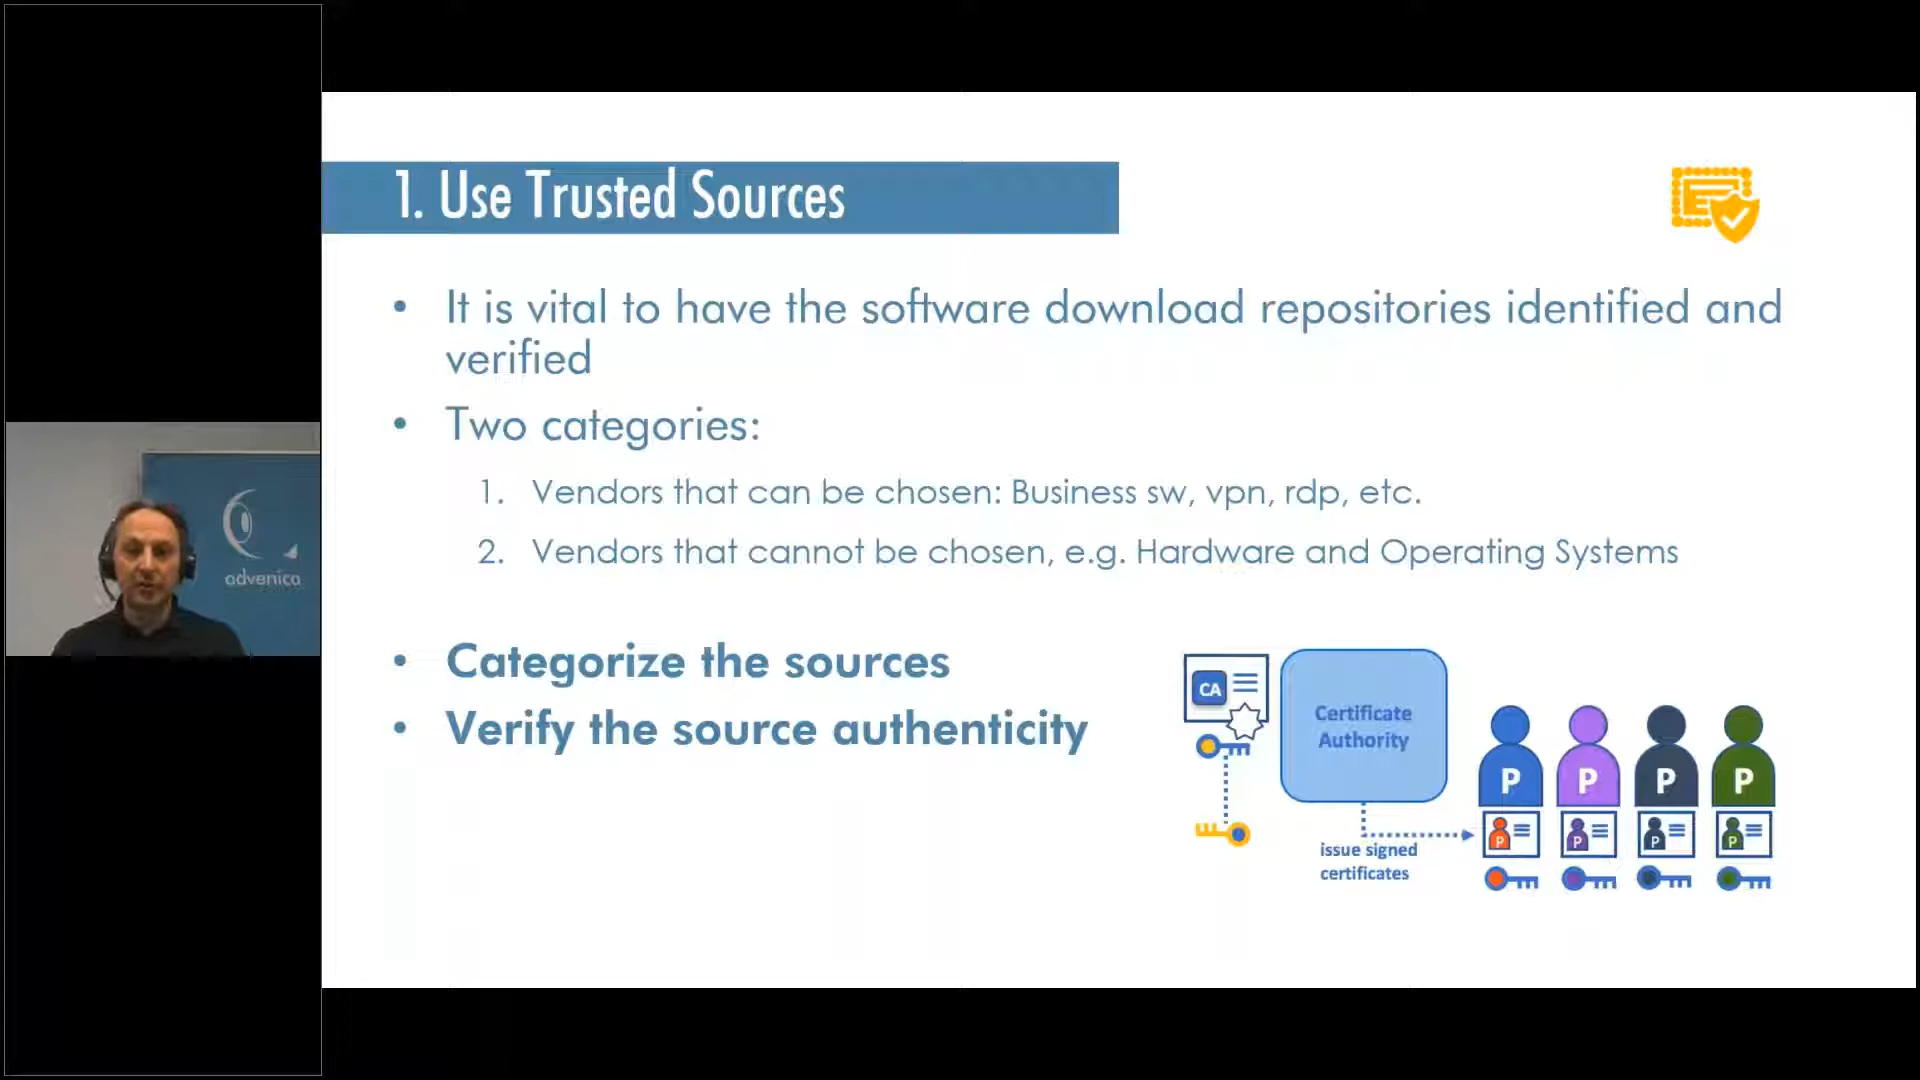 1. Use Trusted Sources
• It is vital to have the software download repositories identified and
verified
• Two categories:
1. Vendors that can be chosen: Business sw, vpn, rdp, etc.
2. Vendors that cannot be chosen, e.g. Hardware and Operating Systems
• Categorize the sources
• Verify the source authenticity
CA
Certificate
Authority
P P P P
P P P P
issue signed
certificates
advenica